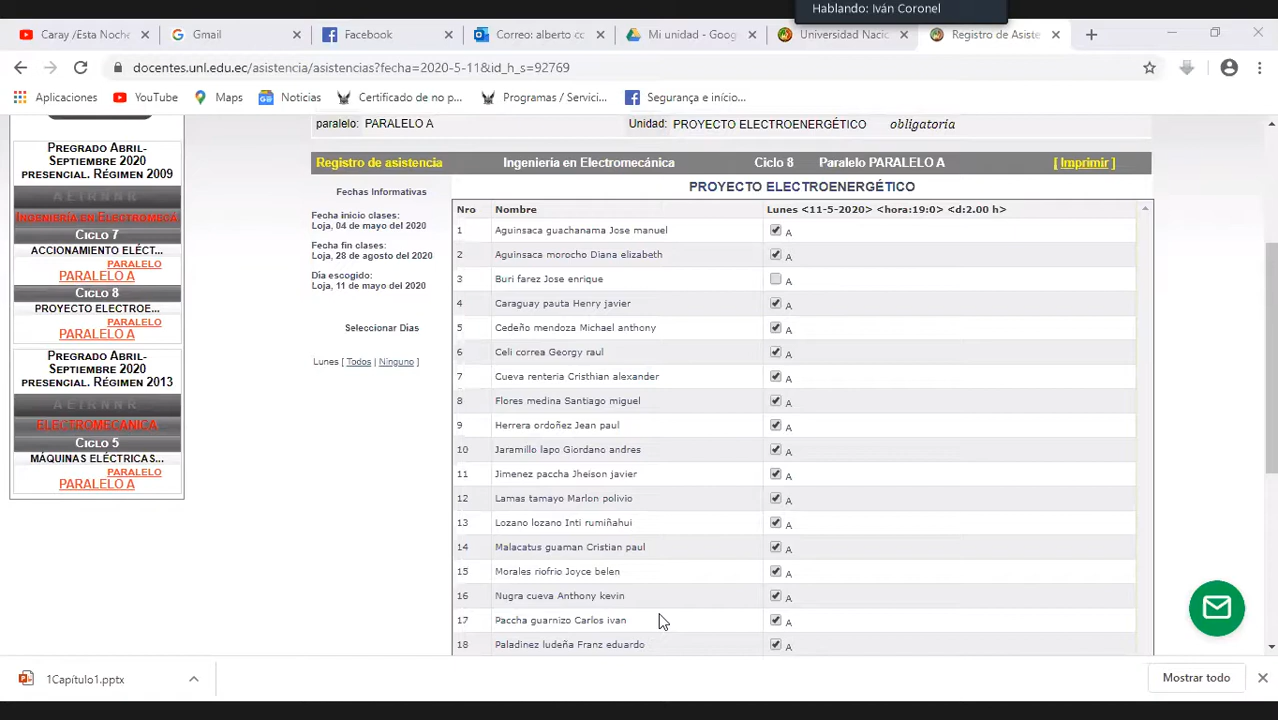 Hablando: Iván Coronel
Caray /Esta Noche
Gmail
Facebook
Correo: alberto cc
Mi unidad - Goog
Universidad Nacio
Registro de Asiste
docentes.unl.edu.ec/asistencia/asistencias?fecha=2020-5-11&id_h_s=92769
Aplicaciones
YouTube
Maps
Noticias
Certificado de no p...
Programas / Servici...
Segurança e início...
paralelo: PARALELO A
Unidad: PROYECTO ELECTROENERGÉTICO obligatoria
PREGRADO ABRIL-
SEPTIEMBRE 2020
PRESENCIAL. RÉGIMEN 2009
A E I R N N R
INGENIERÍA EN ELECTROMECÁ
CICLO 7
ACCIONAMIENTO ELÉCT...
PARALELO
PARALELO A
CICLO 8
PROYECTO ELECTROE...
PARALELO
PARALELO A
PREGRADO ABRIL-
SEPTIEMBRE 2020
PRESENCIAL. RÉGIMEN 2013
A E I R N N R
ELECTROMECANICA
CICLO 5
MÁQUINAS ELÉCTRICAS...
PARALELO
PARALELO A
Registro de asistencia Ingeniería en Electromecánica Ciclo 8 Paralelo PARALELO A [ Imprimir ]
Fechas Informativas
Fecha inicio clases:
Loja, 04 de mayo del 2020
Fecha fin clases:
Loja, 28 de agosto del 2020
Día escogido:
Loja, 11 de mayo del 2020
Seleccionar Dias
Lunes [ Todos | Ninguno ]
PROYECTO ELECTROENERGÉTICO
Nro Nombre Lunes <11-5-2020> <hora:19:0> <d:2.00 h>
1 Aguinsaca guachanama Jose manuel A
2 Aguinsaca morocho Diana elizabeth A
3 Buri farez Jose enrique A
4 Caraguay pauta Henry javier A
5 Cedeño mendoza Michael anthony A
6 Celi correa Georgy raul A
7 Cueva renteria Cristhian alexander A
8 Flores medina Santiago miguel A
9 Herrera ordoñez Jean paul A
10 Jaramillo lapo Giordano andres A
11 Jimenez paccha Jheison javier A
12 Lamas tamayo Marlon polivio A
13 Lozano lozano Inti rumiñahui A
14 Malacatus guaman Cristian paul A
15 Morales riofrio Joyce belen A
16 Nugra cueva Anthony kevin A
17 Paccha guarnizo Carlos ivan A
18 Paladinez ludeña Franz eduardo A
1Capítulo1.pptx
Mostrar todo